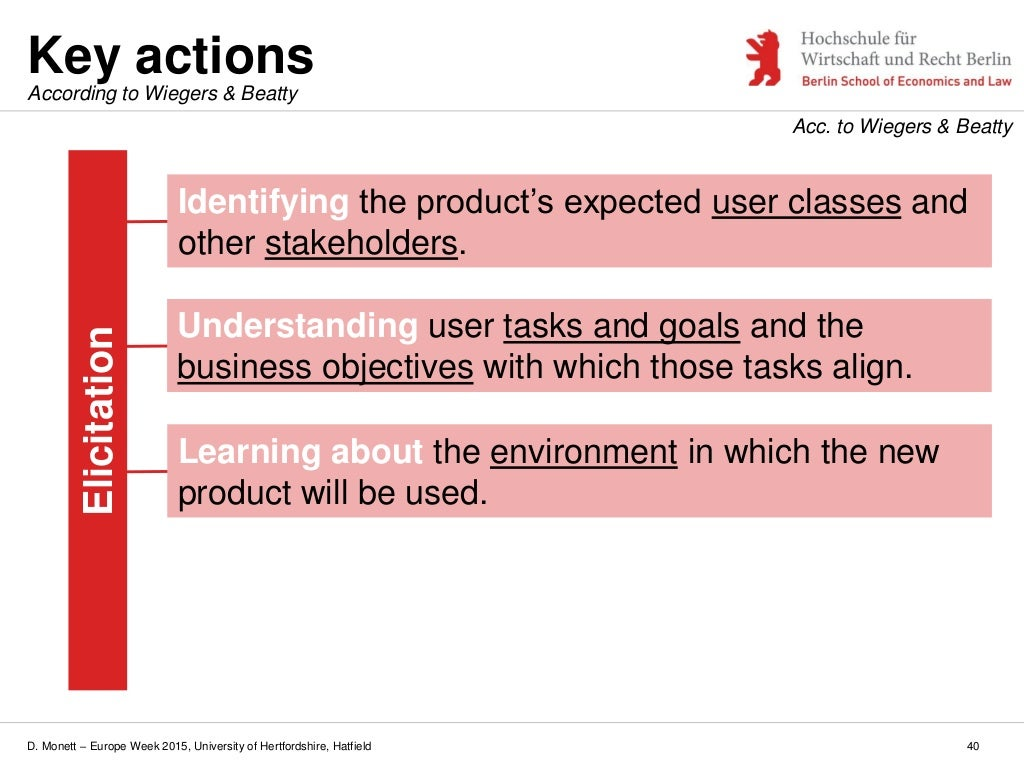 Key actions
According to Wiegers & Beatty
Hochschule für
Wirtschaft und Recht Berlin
Berlin School of Economics and Law
Acc. to Wiegers & Beatty
Elicitation
Identifying the product’s expected user classes and
other stakeholders.
Understanding user tasks and goals and the
business objectives with which those tasks align.
Learning about the environment in which the new
product will be used.
D. Monett – Europe Week 2015, University of Hertfordshire, Hatfield
40